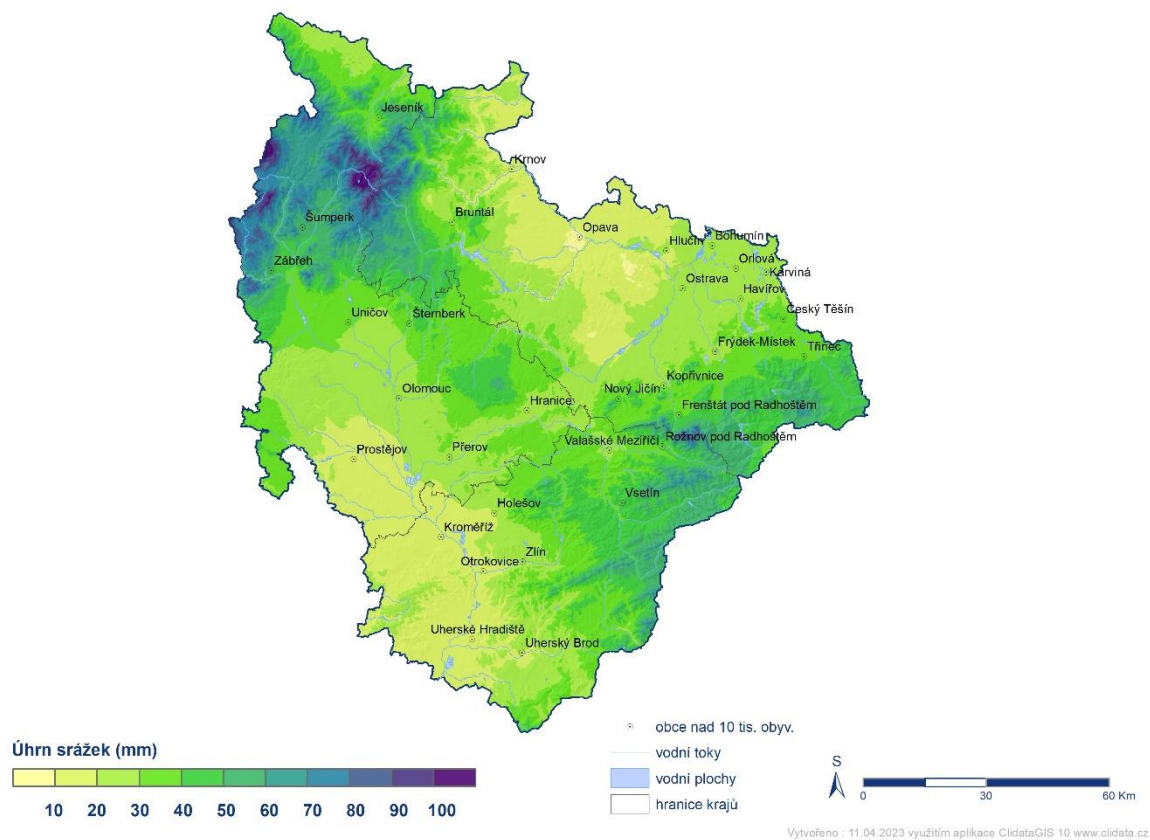 Jeseník
Krnov
Bruntál
Šumperk
Opava
Hlučín
Bohumín
Zábřeh
Orlová
Karviná
Ostrava
Havířov
Český Těšín
Uničov
Šternberk
Frýdek-Místek
Třinec
Kopřivnice
Nový Jičín
Olomouc
Hranice
Frenštát pod Radhoštěm
Rožnov pod Radhoštěm
Valašské Meziříčí
Prostějov
Přerov
Vsetín
Holešov
Kroměříž
Zlín
Otrokovice
Uherské Hradiště
Uherský Brod
Úhrn srážek (mm)
10 20 30 40 50 60 70 80 90 100
obce nad 10 tis. obyv.
vodní toky
vodní plochy
hranice krajů
S
0 30 60 Km
Vytvořeno : 11.04.2023 využitím aplikace ClidataGIS 10 www.clidata.cz